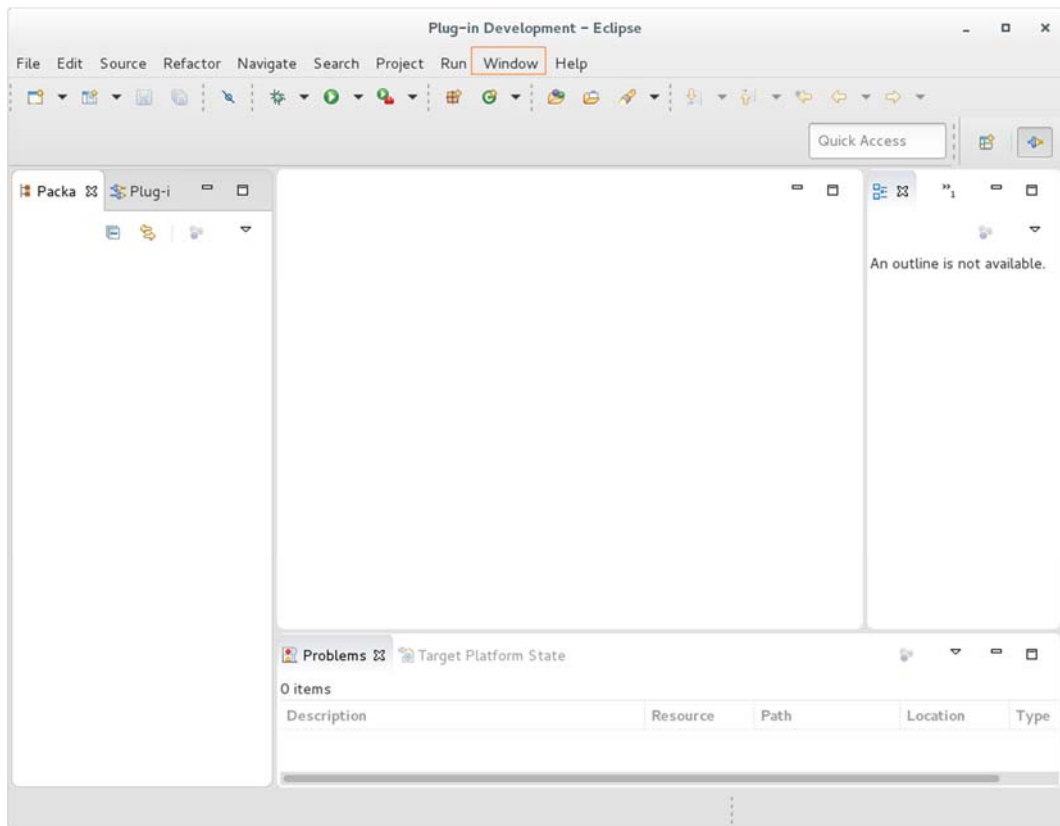 Plug-in Development - Eclipse
File Edit Source Refactor Navigate Search Project Run Window Help
Quick Access
Packa Plug-i
»1
An outline is not available.
Problems Target Platform State
0 items
Description Resource Path Location Type